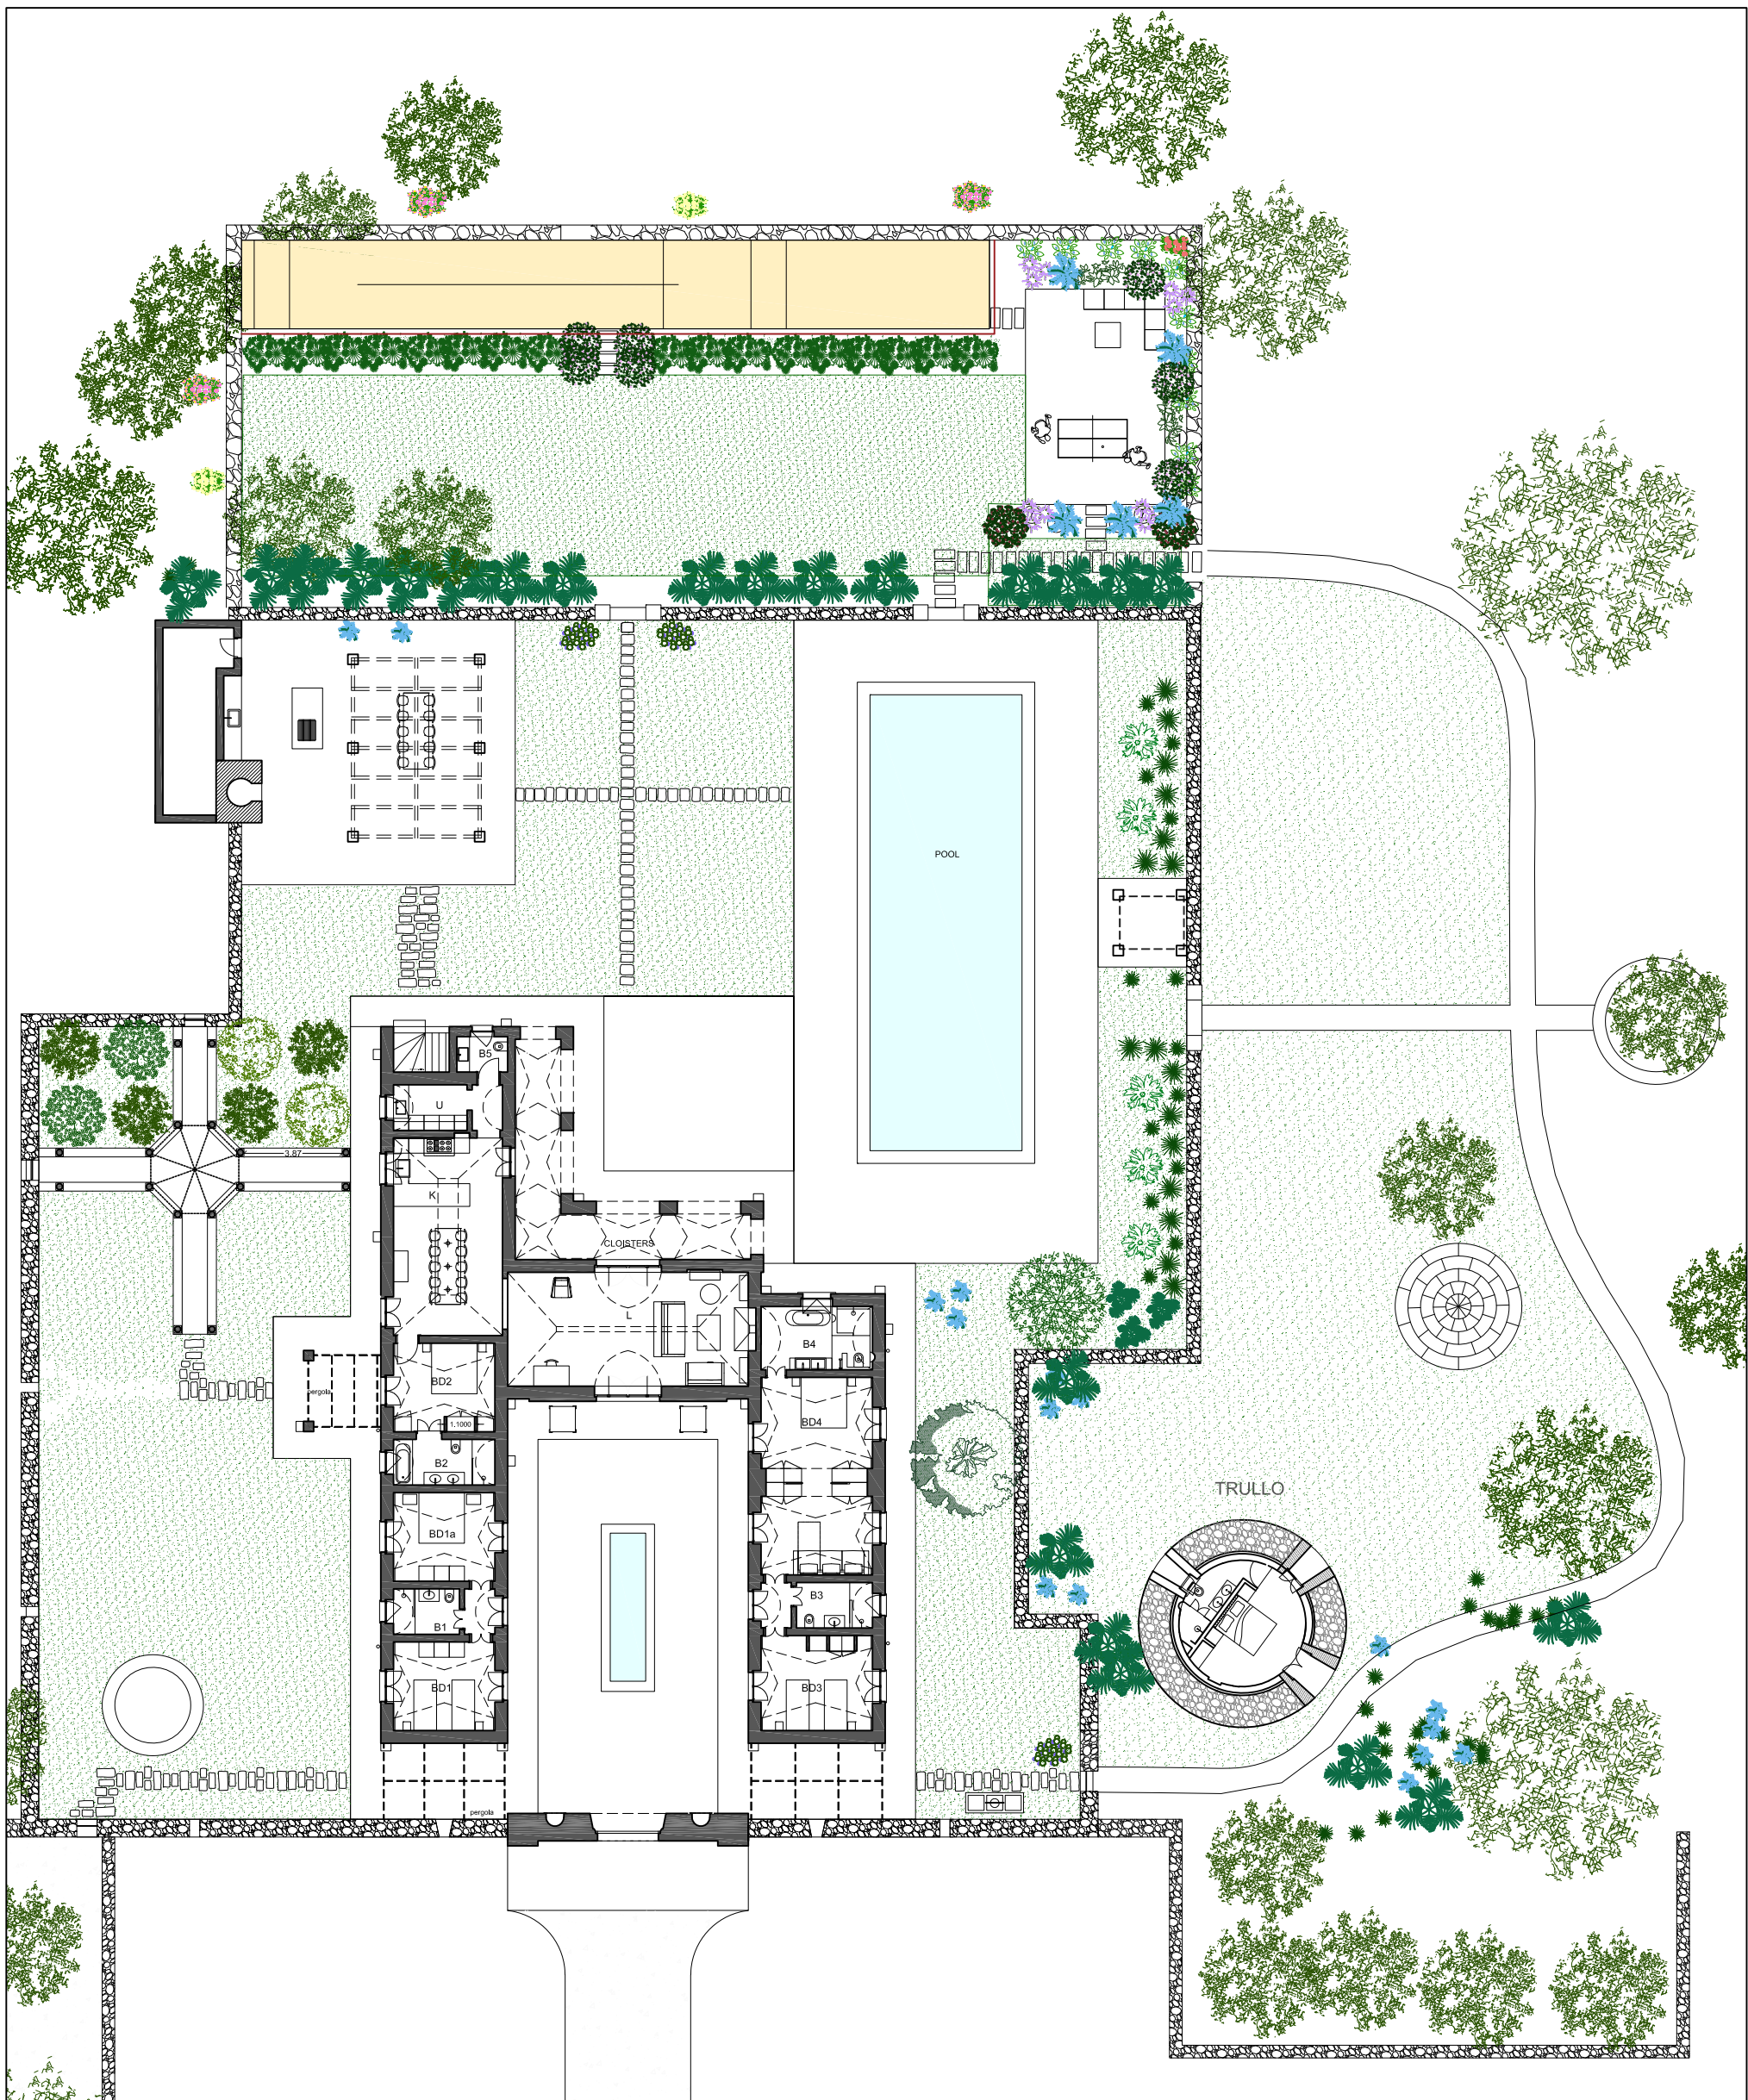 POOL
B5
U
3.87
K
CLOISTERS
L
B4
BD2
pergola
BD4
1.1000
B2
TRULLO
BD1a
B3
B1
BD1
BD3
pergola